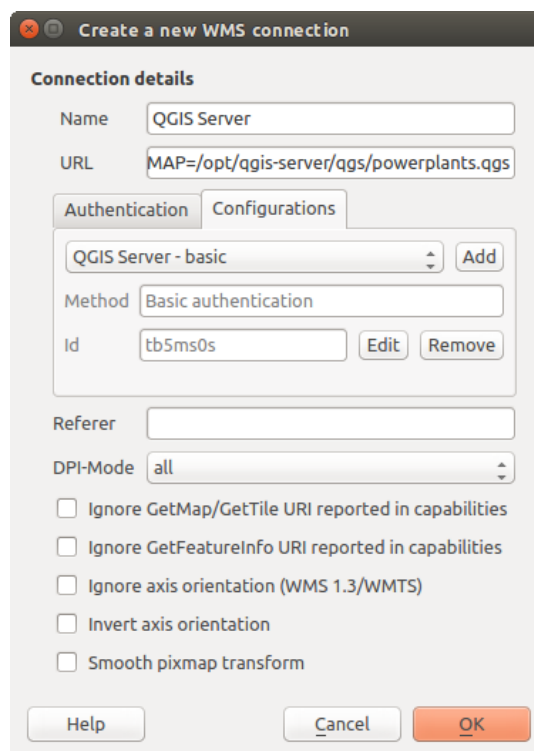 Create a new WMS connection
Connection details
Name QGIS Server
URL MAP=/opt/qgis-server/qgs/powerplants.qgs
Authentication Configurations
QGIS Server - basic Add
Method Basic authentication
Id tb5ms0s Edit Remove
Referer
DPI-Mode all
Ignore GetMap/GetTile URI reported in capabilities
Ignore GetFeatureInfo URI reported in capabilities
Ignore axis orientation (WMS 1.3/WMTS)
Invert axis orientation
Smooth pixmap transform
Help Cancel OK